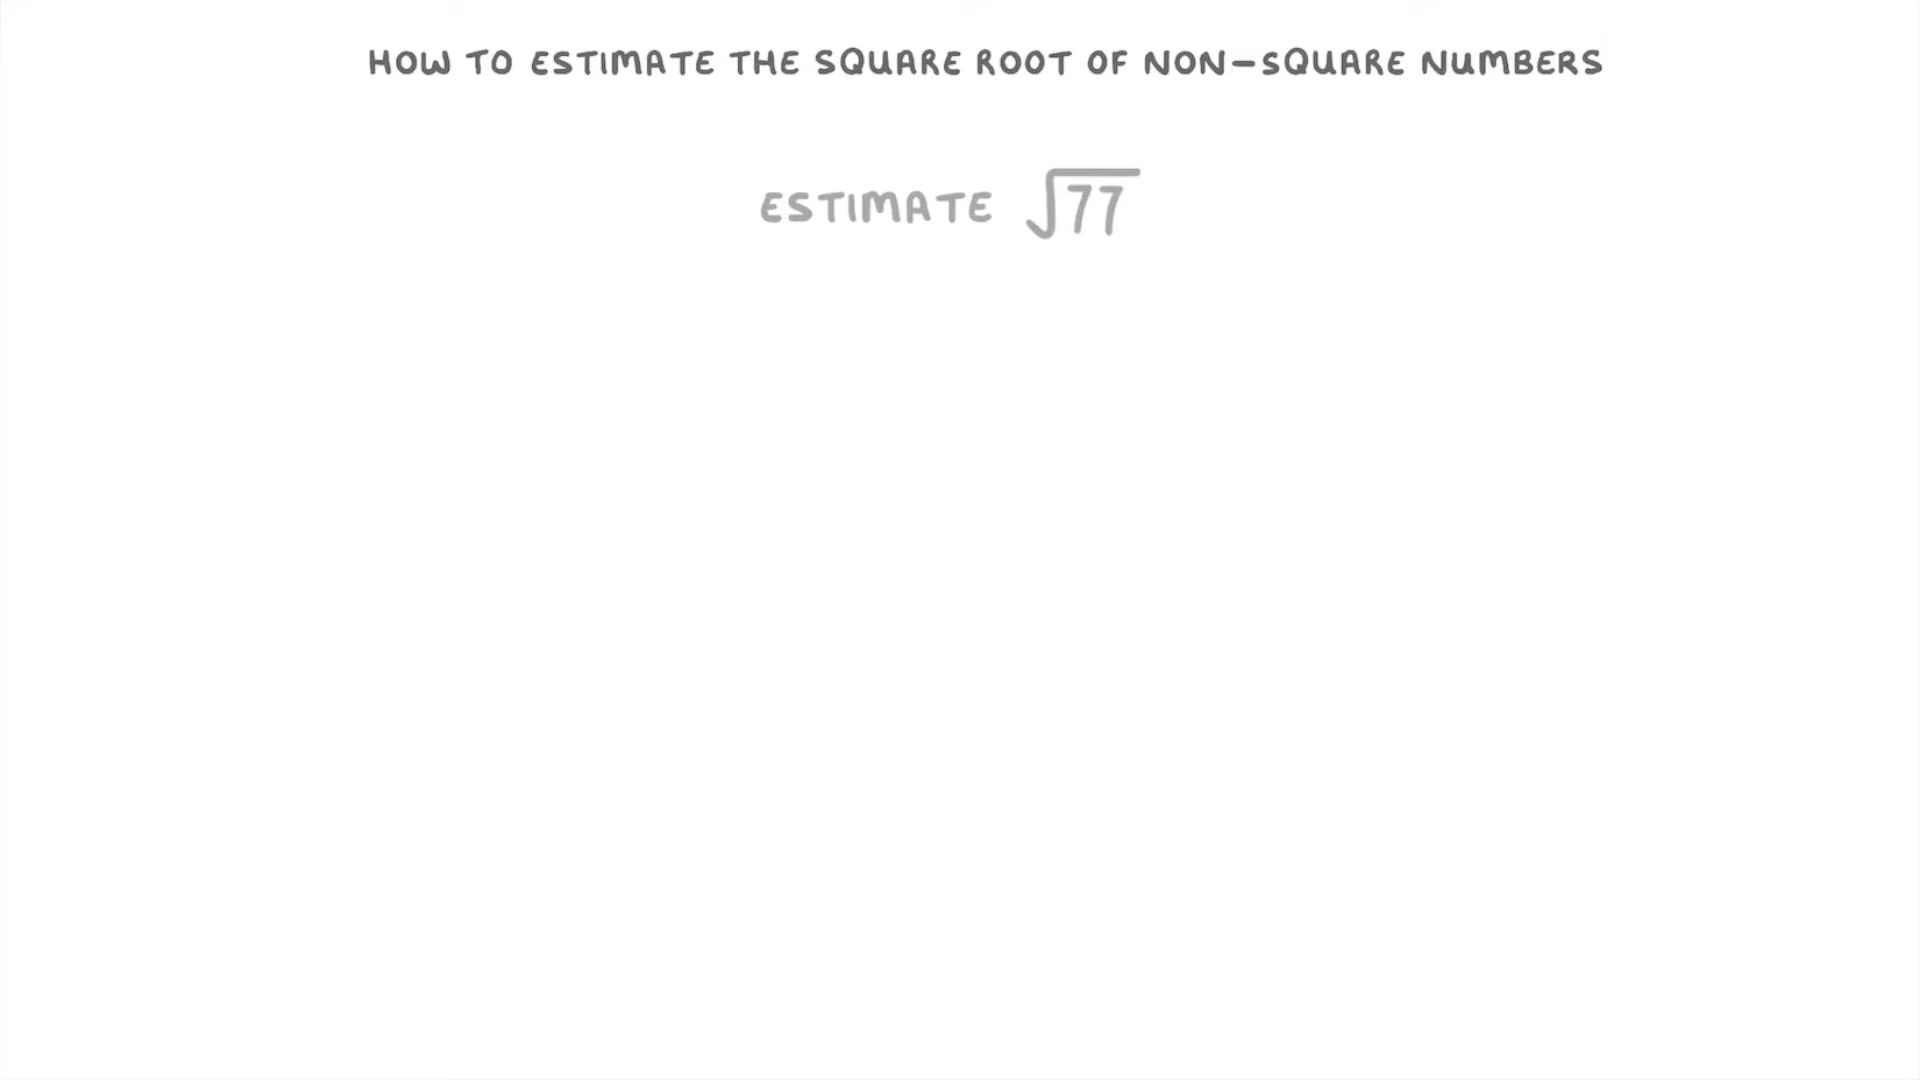 HOW TO ESTIMATE THE SQUARE ROOT OF NON-SQUARE NUMBERS
ESTIMATE √77